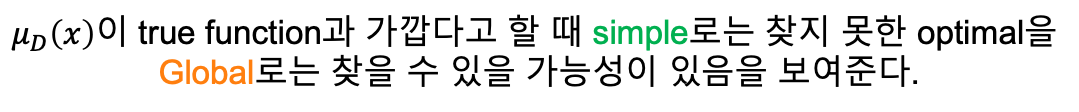 μ_D(x)이 true function과 가깝다고 할 때 simple로는 찾지 못한 optimal을
Global로는 찾을 수 있을 가능성이 있음을 보여준다.